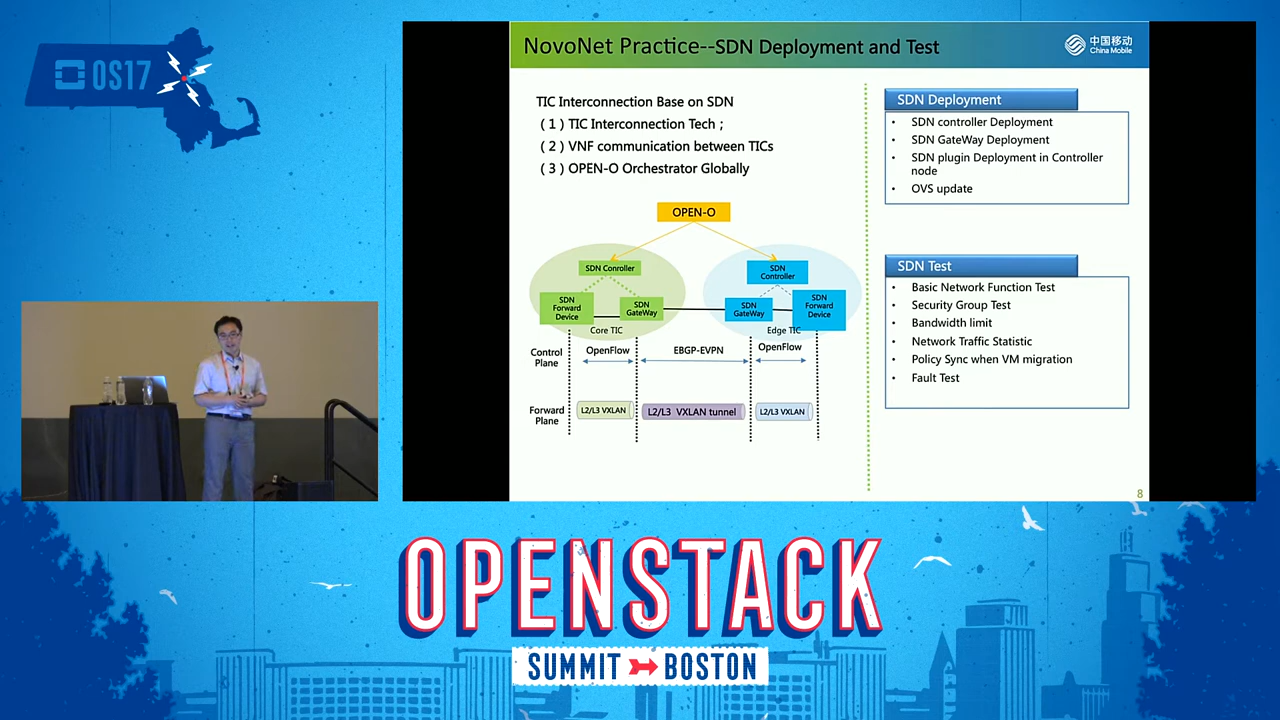 OS17
NovoNet Practice--SDN Deployment and Test
中国移动
China Mobile
TIC Interconnection Base on SDN
（1）TIC Interconnection Tech；
（2）VNF communication between TICs
（3）OPEN-O Orchestrator Globally
OPEN-O
SDN Conroller
SDN
Forward
Device
SDN
GateWay
Core TIC
SDN
Controller
SDN
GateWay
SDN
Forward
Device
Edge TIC
Control
Plane
OpenFlow
EBGP-EVPN
OpenFlow
Forward
Plane
L2/L3 VXLAN
L2/L3 VXLAN tunnel
L2/L3 VXLAN
SDN Deployment
• SDN controller Deployment
• SDN GateWay Deployment
• SDN plugin Deployment in Controller
node
• OVS update
SDN Test
• Basic Network Function Test
• Security Group Test
• Bandwidth limit
• Network Traffic Statistic
• Policy Sync when VM migration
• Fault Test
8
OPENSTACK
SUMMIT BOSTON